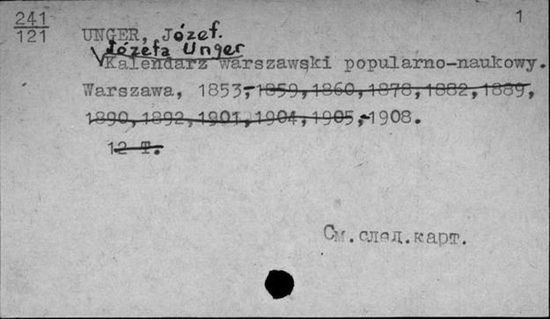 241
121
1
UNGER, Józef.
Józefa Unger
Kalendarz warszawski popularno-naukowy.
Warszawa, 1853,-1859,1860,1878,1882,1889,
1890,1892,1901,1904,1905,-1908.
12 T.
См.след.карт.